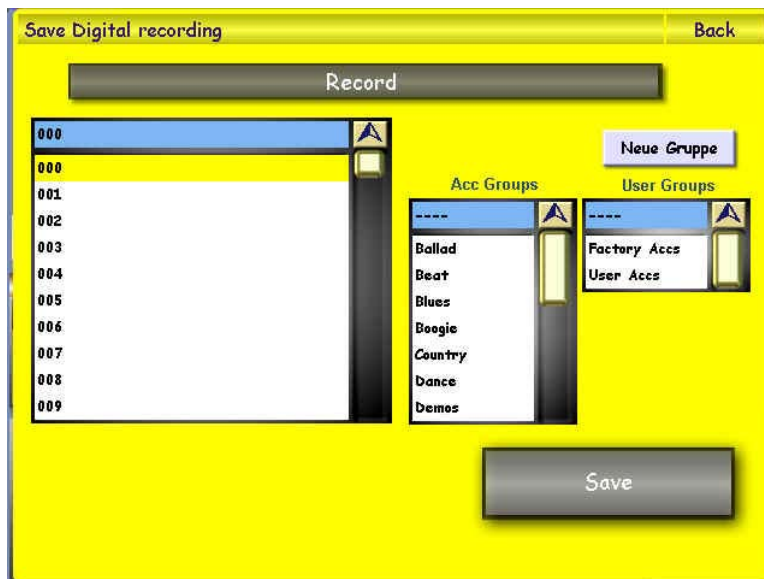 Save Digital recording
Back
Record
000
000
001
002
003
004
005
006
007
008
009
Neue Gruppe
Acc Groups
----
Ballad
Beat
Blues
Boogie
Country
Dance
Demos
User Groups
----
Factory Accs
User Accs
Save